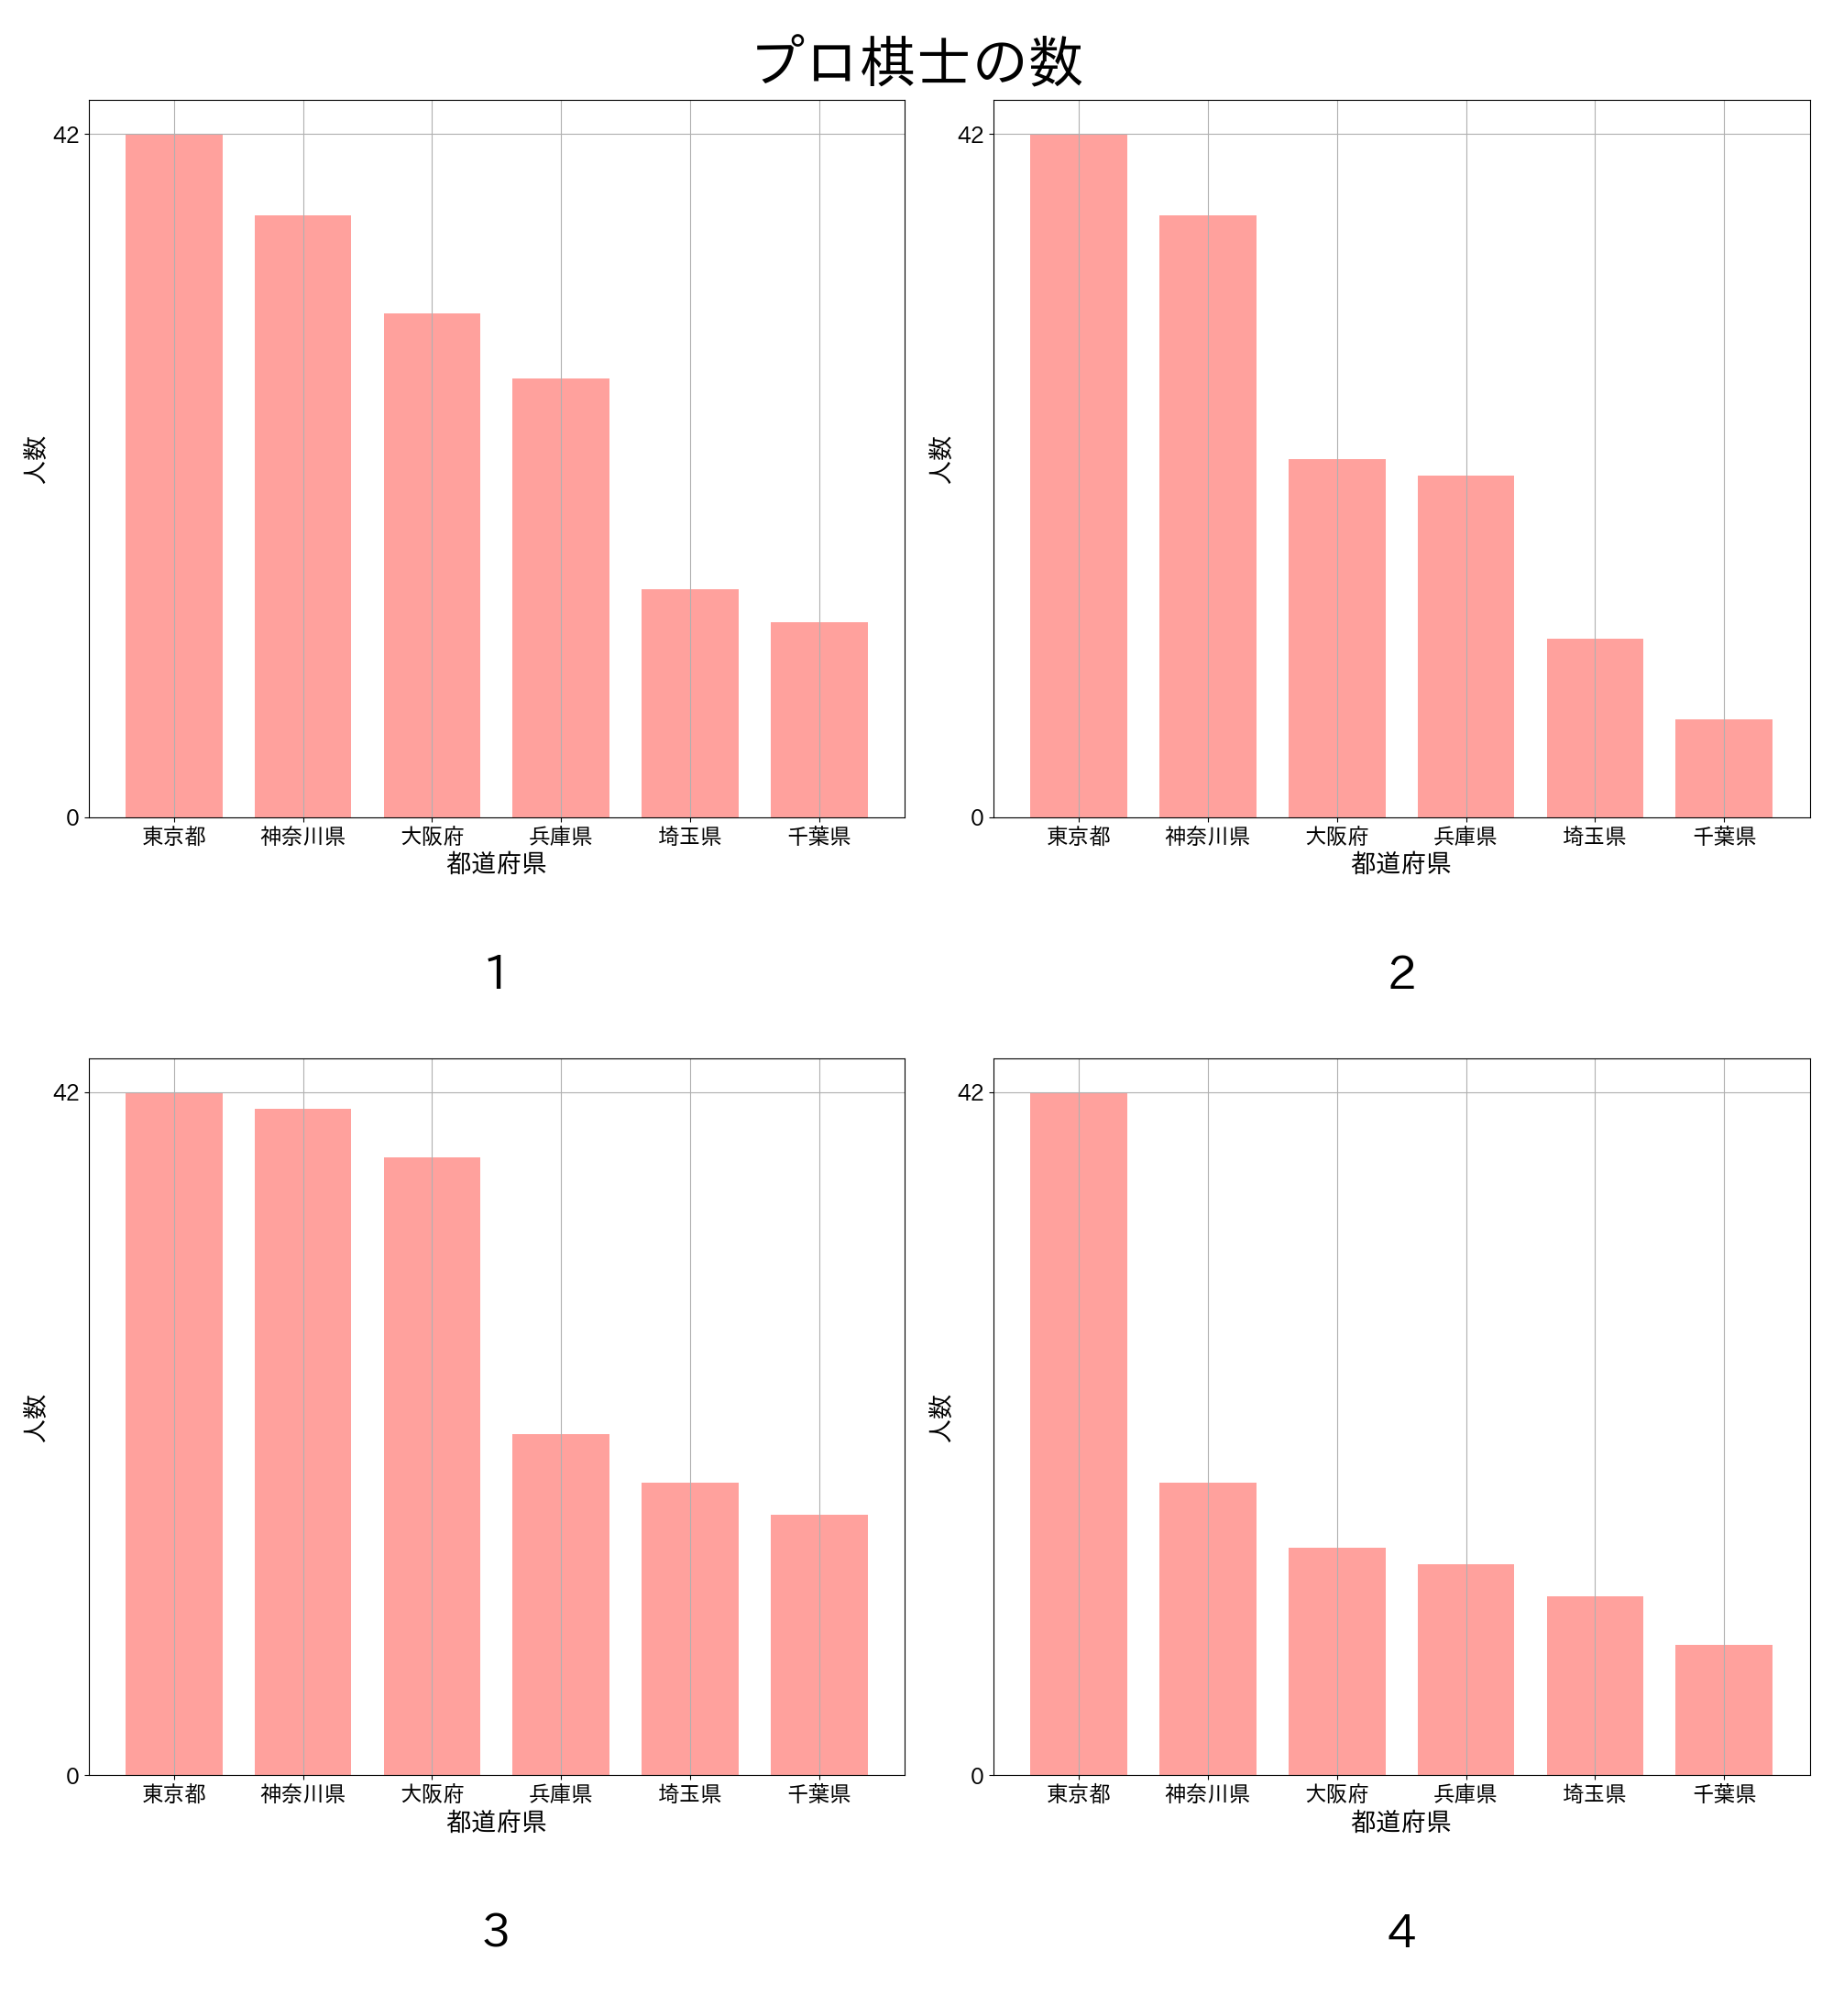 プロ棋士の数
42
0
人数
東京都 神奈川県 大阪府 兵庫県 埼玉県 千葉県
都道府県
1
42
0
人数
東京都 神奈川県 大阪府 兵庫県 埼玉県 千葉県
都道府県
2
42
0
人数
東京都 神奈川県 大阪府 兵庫県 埼玉県 千葉県
都道府県
3
42
0
人数
東京都 神奈川県 大阪府 兵庫県 埼玉県 千葉県
都道府県
4